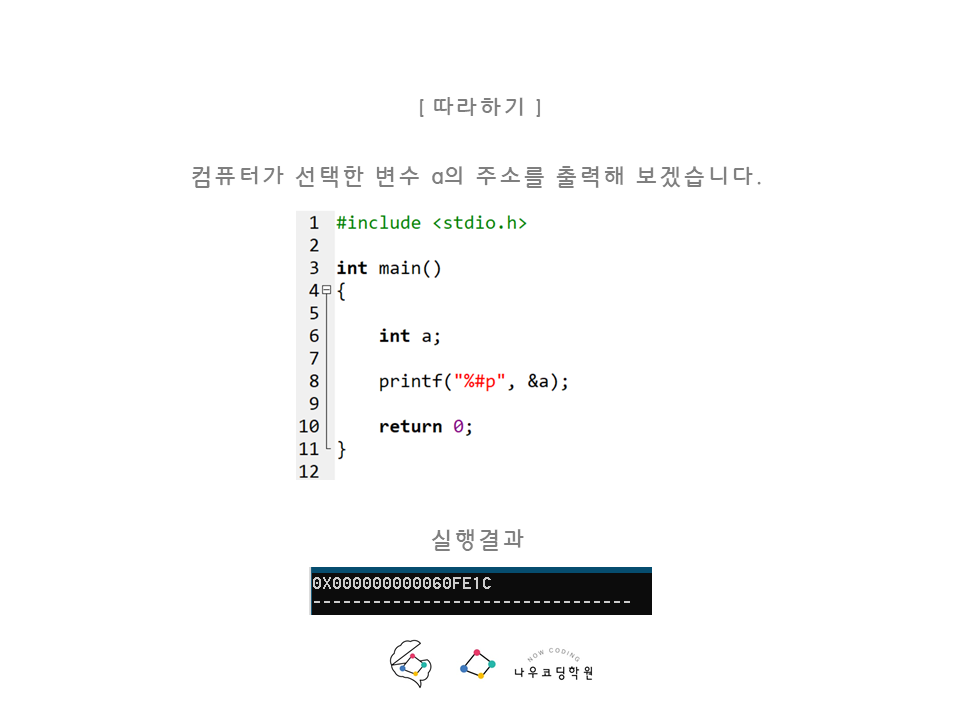 [ 따라하기 ]
컴퓨터가 선택한 변수 a의 주소를 출력해 보겠습니다.
1 #include <stdio.h>
2
3 int main()
4 {
5
6 int a;
7
8 printf("%#p", &a);
9
10 return 0;
11 }
12
실행결과
0X000000000060FE1C
--------------------------------
NOW CODING
나우코딩학원